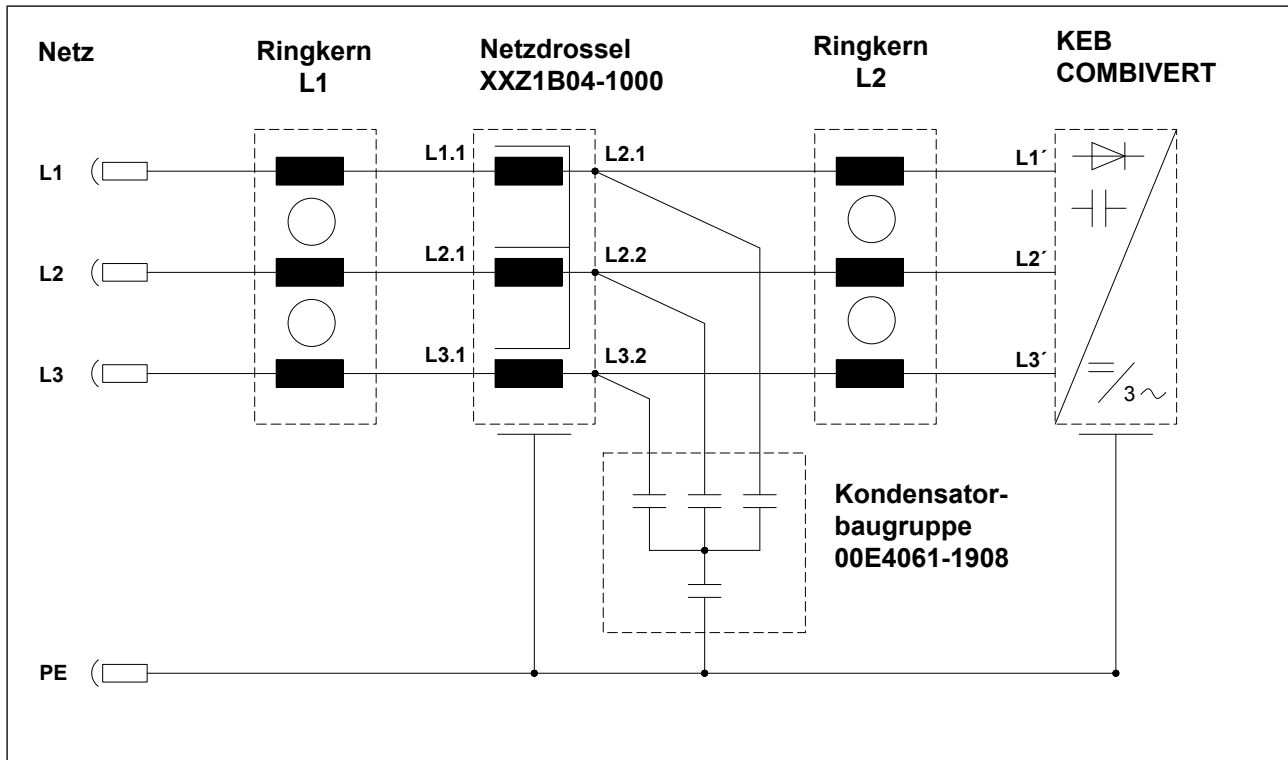 Netz
Ringkern
L1
Netzdrossel
XXZ1B04-1000
Ringkern
L2
KEB
COMBIVERT
L1
L1.1
L2.1
L1´
L2
L2.1
L2.2
L2´
L3
L3.1
L3.2
L3´
3
Kondensator-
baugruppe
00E4061-1908
PE